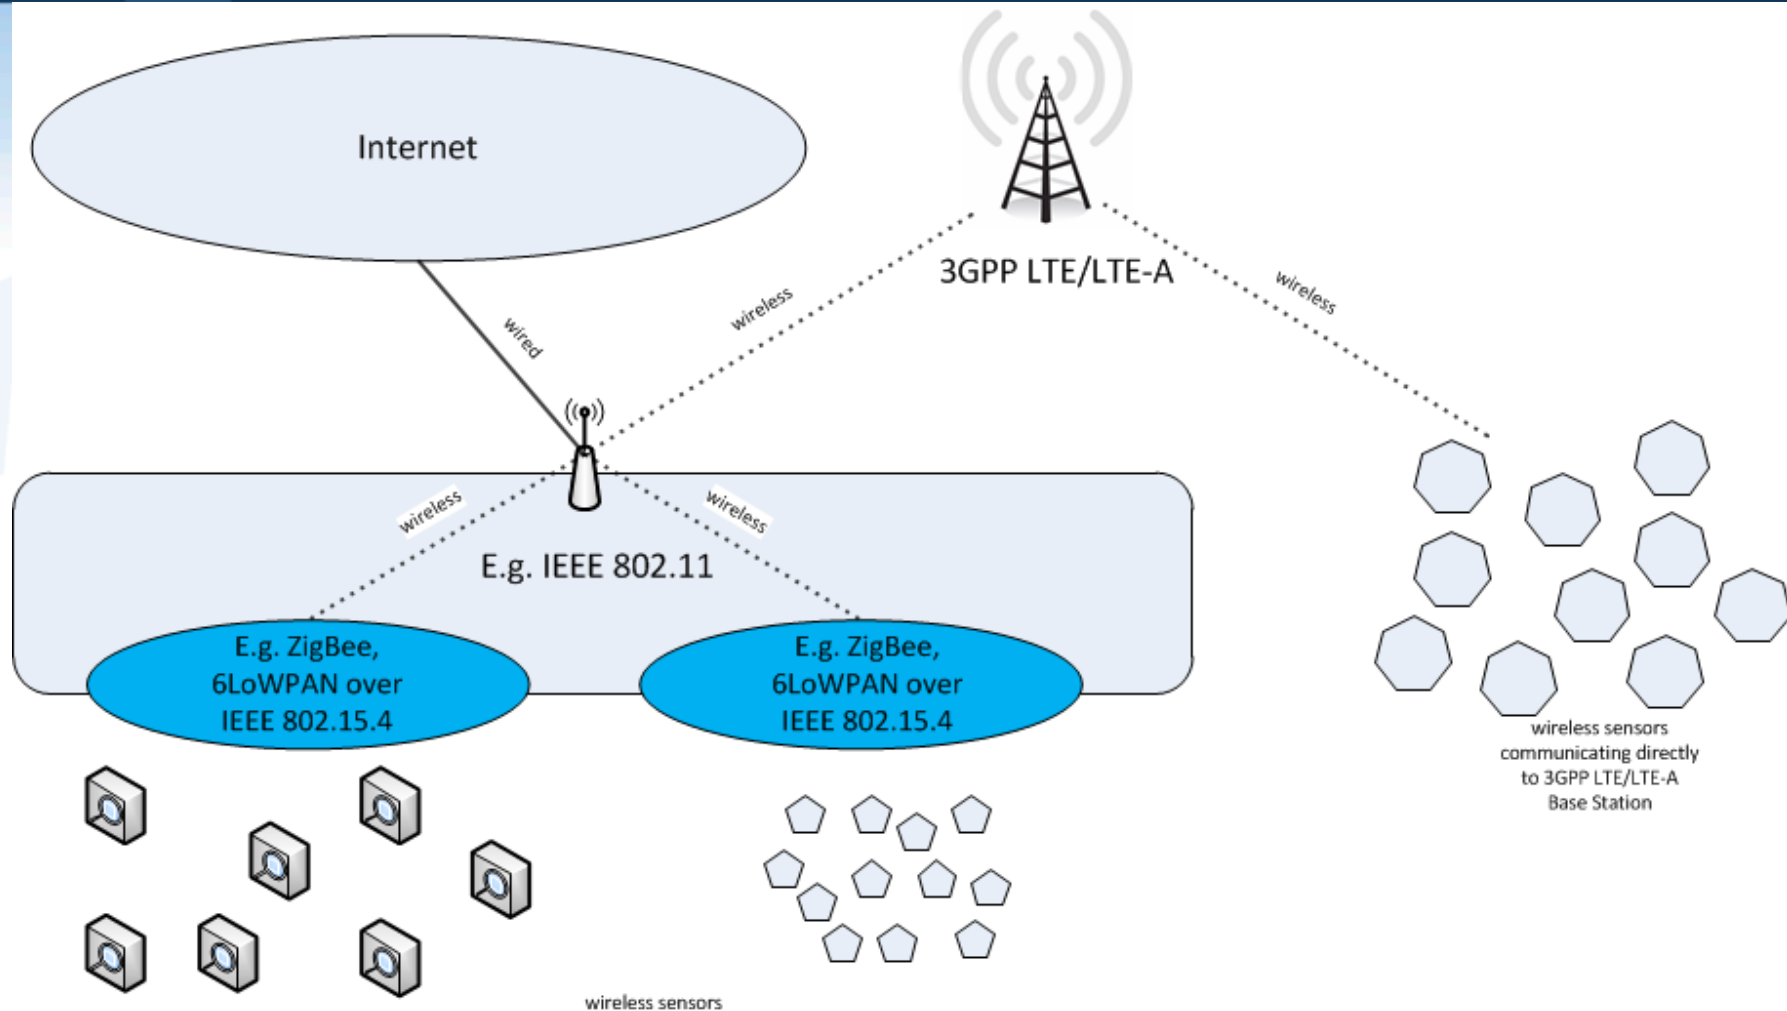 Internet
3GPP LTE/LTE-A
wired
wireless
wireless
wireless
wireless
E.g. IEEE 802.11
E.g. ZigBee,
6LoWPAN over
IEEE 802.15.4
E.g. ZigBee,
6LoWPAN over
IEEE 802.15.4
wireless sensors
communicating directly
to 3GPP LTE/LTE-A
Base Station
wireless sensors